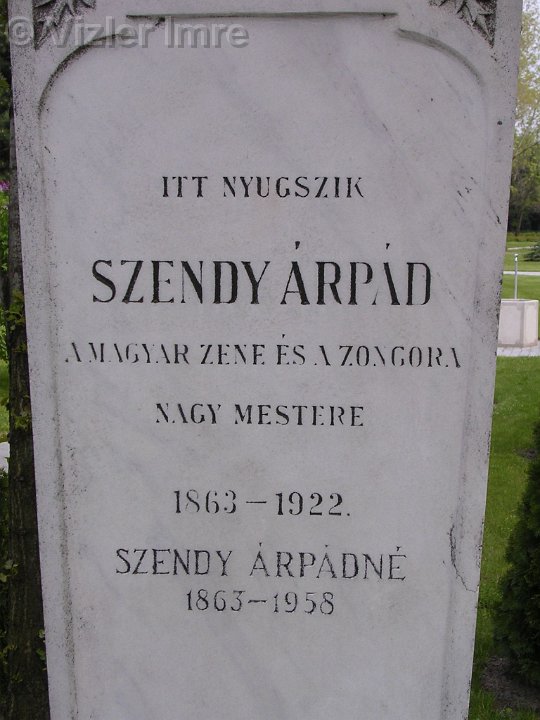 © Vizler Imre
ITT NYUGSZIK
SZENDY ÁRPÁD
A MAGYAR ZENE ÉS A ZONGORA
NAGY MESTERE
1863 – 1922.
SZENDY ÁRPÁDNÉ
1863 – 1958